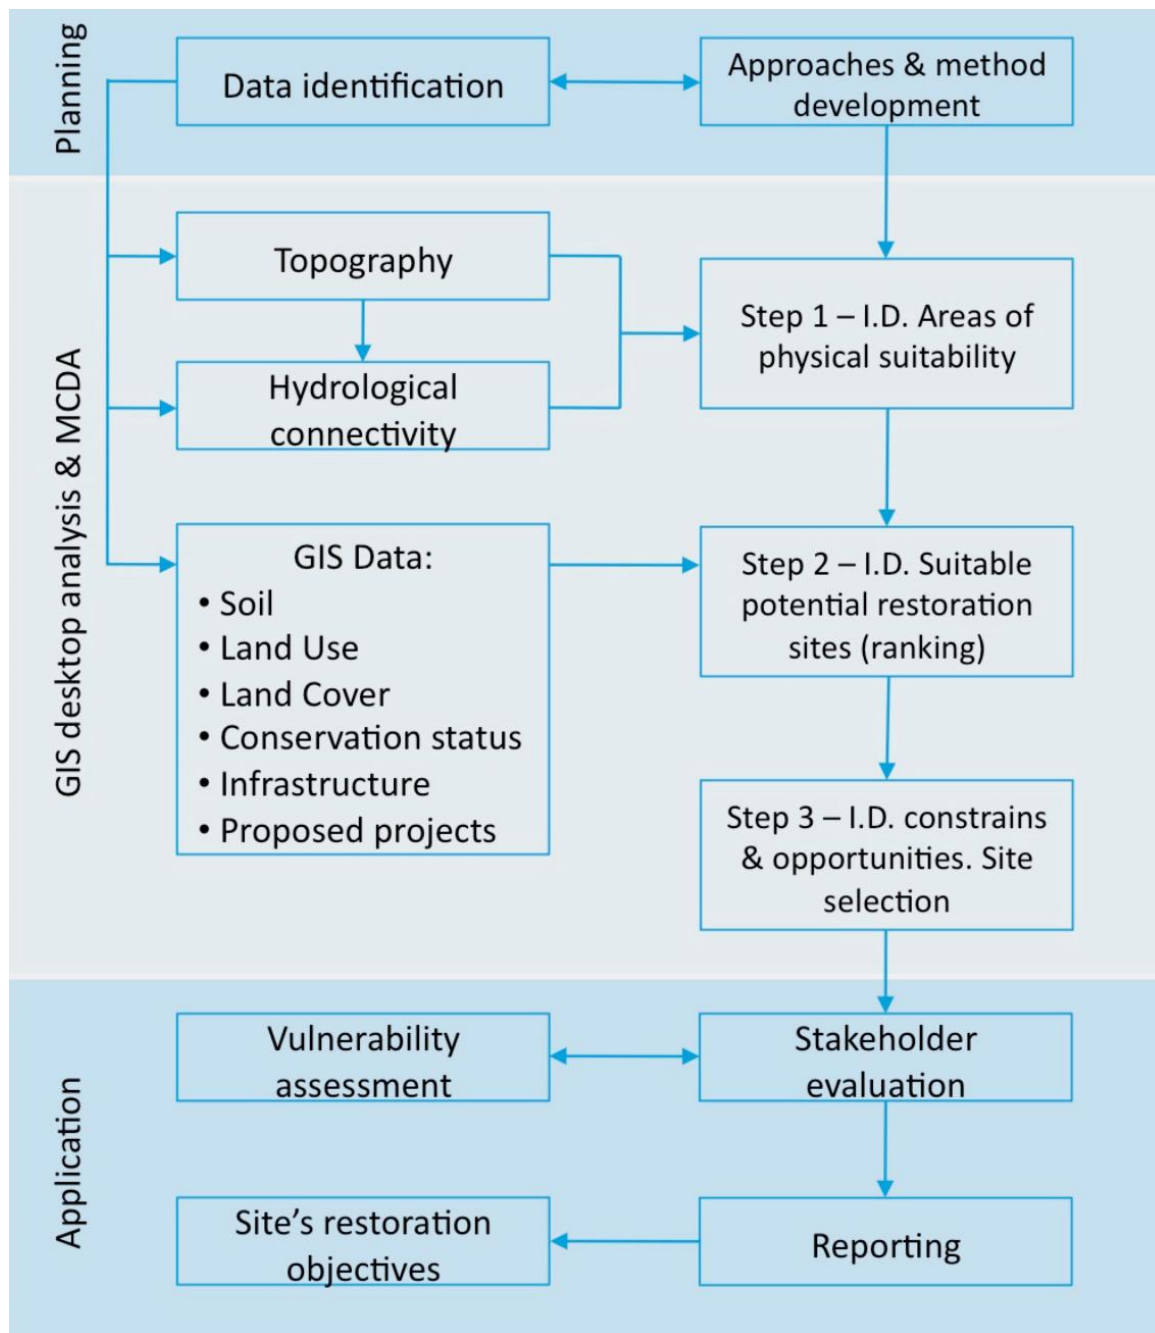 Planning
Data identification
Approaches & method
development
GIS desktop analysis & MCDA
Topography
Hydrological
connectivity
Step 1 – I.D. Areas of
physical suitability
GIS Data:
• Soil
• Land Use
• Land Cover
• Conservation status
• Infrastructure
• Proposed projects
Step 2 – I.D. Suitable
potential restoration
sites (ranking)
Step 3 – I.D. constrains
& opportunities. Site
selection
Application
Vulnerability
assessment
Stakeholder
evaluation
Site’s restoration
objectives
Reporting